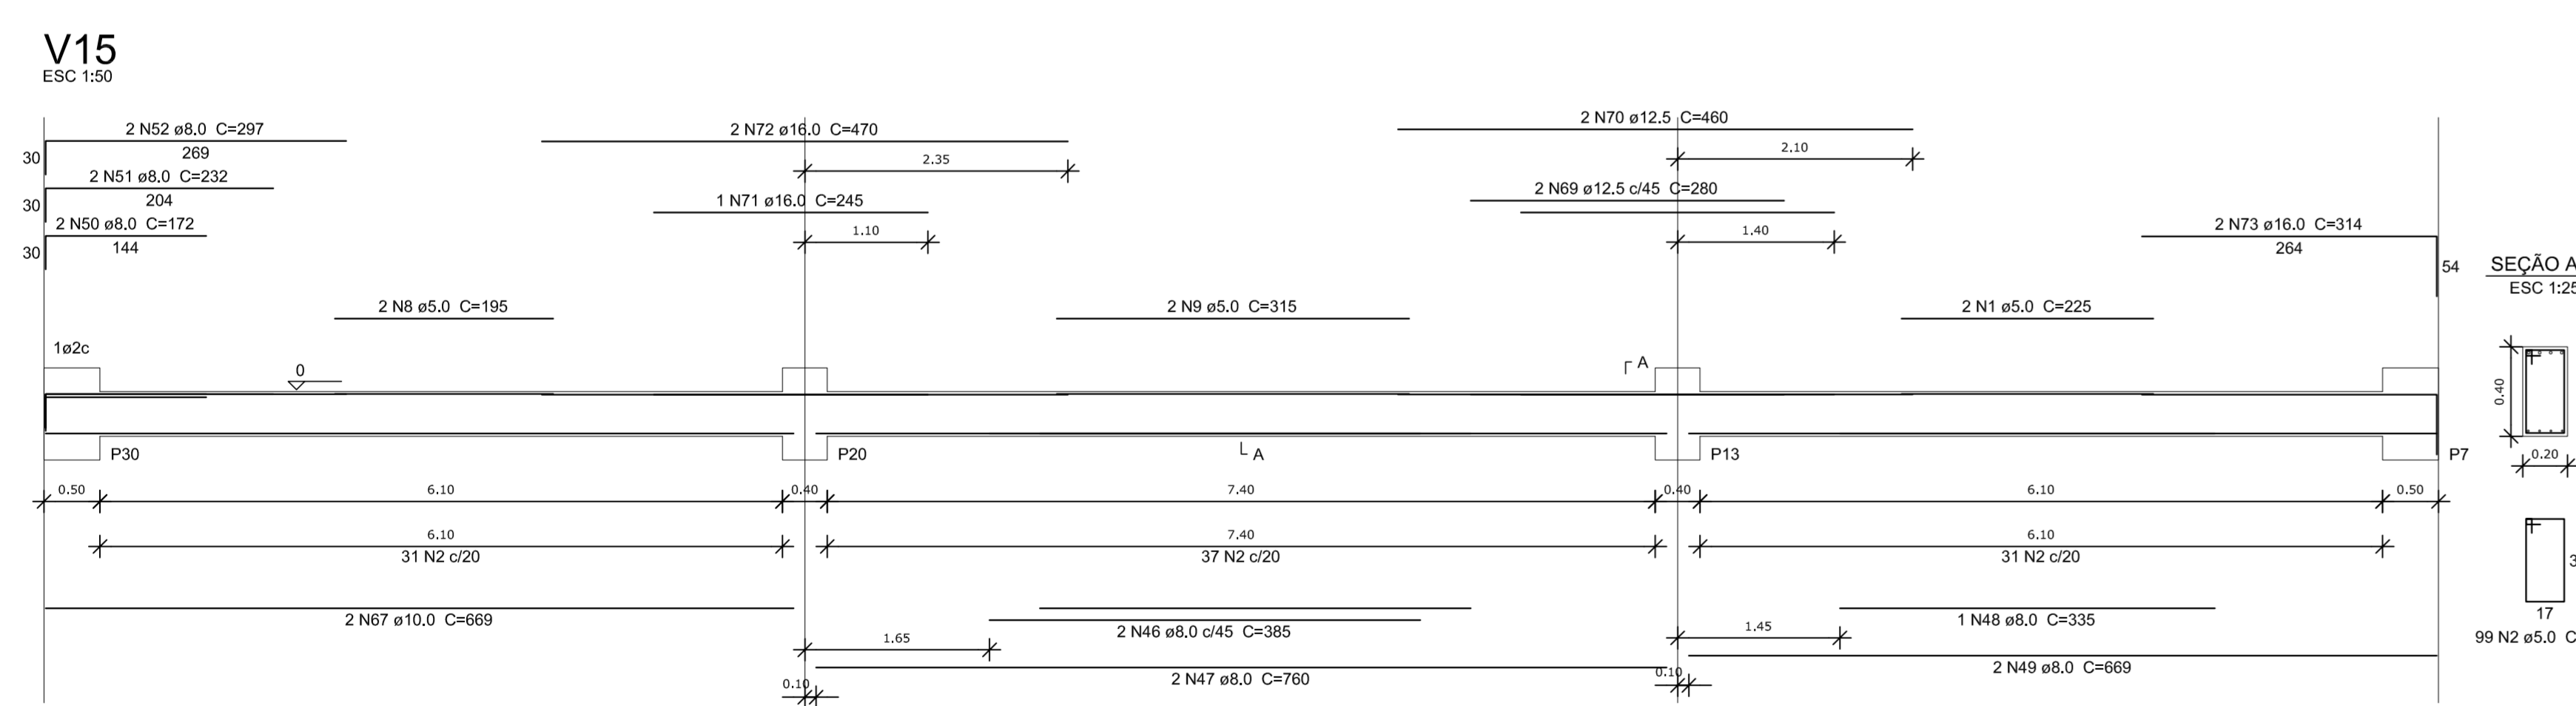 V15
ESC 1:50
2 N70 ø12.5 C=460
2 N52 ø8.0 C=297
2 N72 ø16.0 C=470
30
269
2.35
2.10
2 N51 ø8.0 C=232
2 N69 ø12.5 c/45 C=280
30
204
1 N71 ø16.0 C=245
2 N50 ø8.0 C=172
1.10
1.40
2 N73 ø16.0 C=314
30
144
264
54
SEÇÃO A
ESC 1:25
2 N8 ø5.0 C=195
2 N9 ø5.0 C=315
2 N1 ø5.0 C=225
1ø2c
0
A
0.40
P30
P20
A
P13
P7
0.20
0.50
6.10
0.40
7.40
0.40
6.10
0.50
6.10
7.40
6.10
31 N2 c/20
37 N2 c/20
31 N2 c/20
3
17
2 N67 ø10.0 C=669
2 N46 ø8.0 c/45 C=385
1 N48 ø8.0 C=335
1.65
1.45
99 N2 ø5.0 C
0.10
2 N47 ø8.0 C=760
0.10
2 N49 ø8.0 C=669